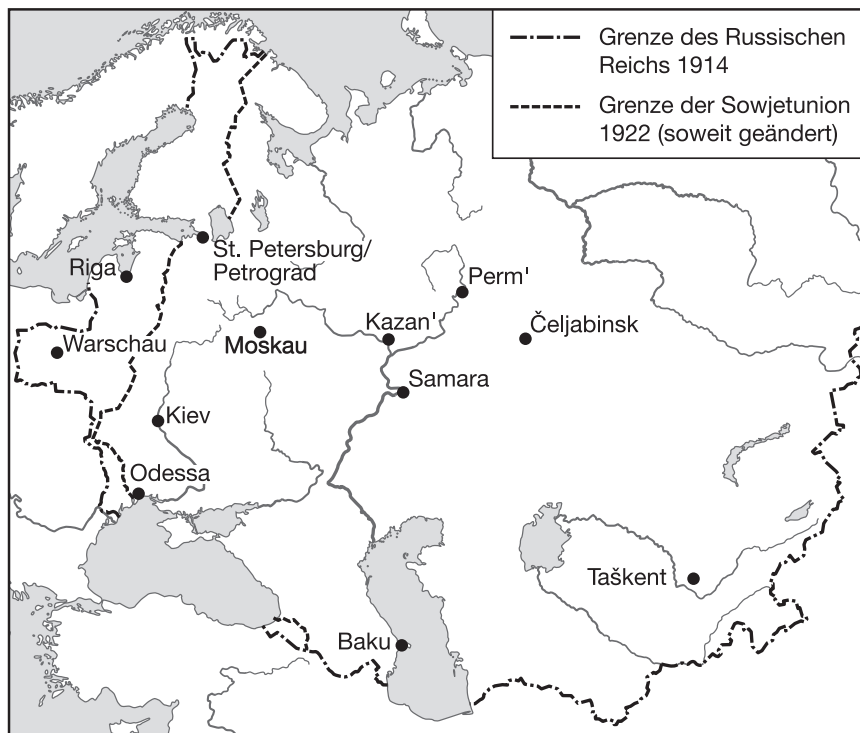 Grenze des Russischen
Reichs 1914
Grenze der Sowjetunion
1922 (soweit geändert)
St. Petersburg/
Petrograd
Riga
Perm'
Kazan'
Čeljabinsk
Warschau
Moskau
Samara
Kiev
Odessa
Taškent
Baku